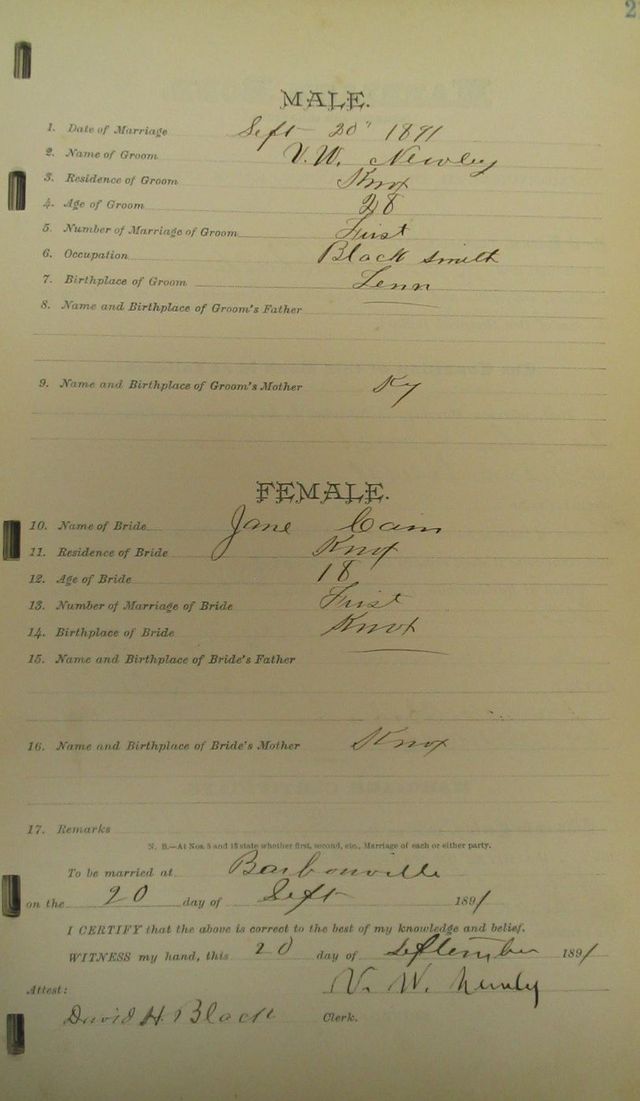 2
MALE.
1. Date of Marriage Sept 20" 1891
2. Name of Groom V. W. Newley
3. Residence of Groom Knox
4. Age of Groom 28
5. Number of Marriage of Groom First
6. Occupation Black smith
7. Birthplace of Groom Tenn
8. Name and Birthplace of Groom's Father
9. Name and Birthplace of Groom's Mother Ky
FEMALE.
10. Name of Bride Jane Cain
11. Residence of Bride Knox
12. Age of Bride 18
13. Number of Marriage of Bride First
14. Birthplace of Bride Knox
15. Name and Birthplace of Bride's Father
16. Name and Birthplace of Bride's Mother Knox
17. Remarks
N. B.—At Nos. 5 and 13 state whether first, second, etc., Marriage of each or either party.
To be married at Barbourville
on the 20 day of Sept 1891
I CERTIFY that the above is correct to the best of my knowledge and belief.
WITNESS my hand, this 20 day of September 1891
V. W.
Attest:
David H. Black Clerk.